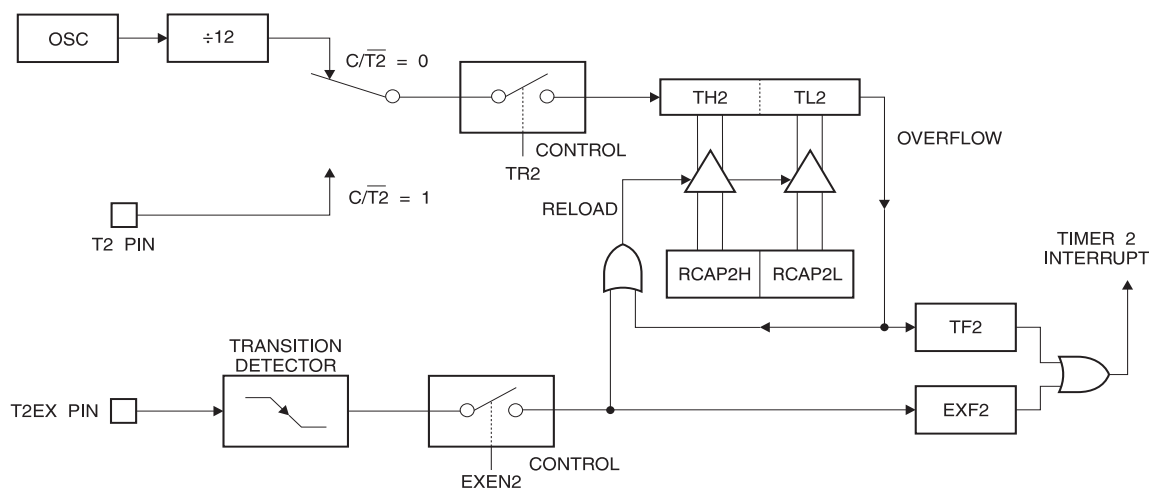 OSC
÷12
C/T2 = 0
TH2
TL2
OVERFLOW
CONTROL
TR2
C/T2 = 1
RELOAD
T2 PIN
RCAP2H
RCAP2L
TIMER 2
INTERRUPT
TF2
TRANSITION
DETECTOR
T2EX PIN
EXF2
CONTROL
EXEN2